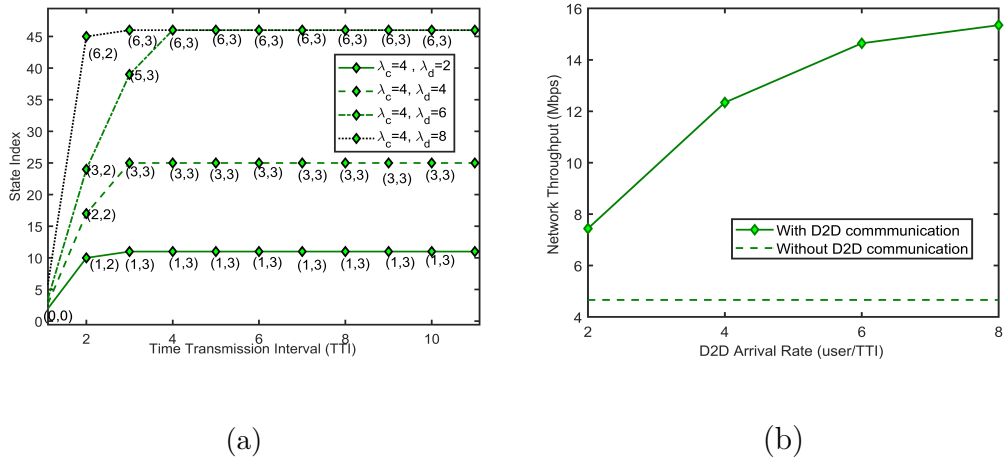 45
40
35
30
25
20
15
10
5
0
State Index
(6,3) (6,3) (6,3) (6,3) (6,3) (6,3) (6,3) (6,3)
(6,2)
(5,3)
λc=4 , λd=2
λc=4, λd=4
λc=4, λd=6
λc=4, λd=8
(3,2)
(3,3) (3,3) (3,3) (3,3) (3,3) (3,3) (3,3) (3,3)
(2,2)
(1,2) (1,3) (1,3) (1,3) (1,3) (1,3) (1,3) (1,3) (1,3)
(0,0)
2 4 6 8 10
Time Transmission Interval (TTI)
(a)
16
14
12
10
8
6
4
Network Throughput (Mbps)
With D2D commmunication
Without D2D communication
2 4 6 8
D2D Arrival Rate (user/TTI)
(b)